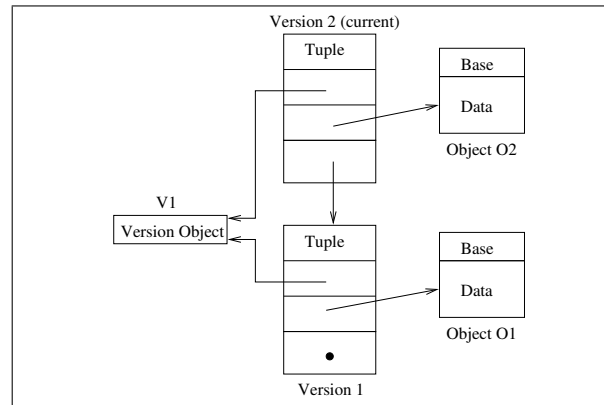 Version 2 (current)
Tuple
Base
Data
Object O2
V1
Version Object
Tuple
Base
Data
Object O1
Version 1